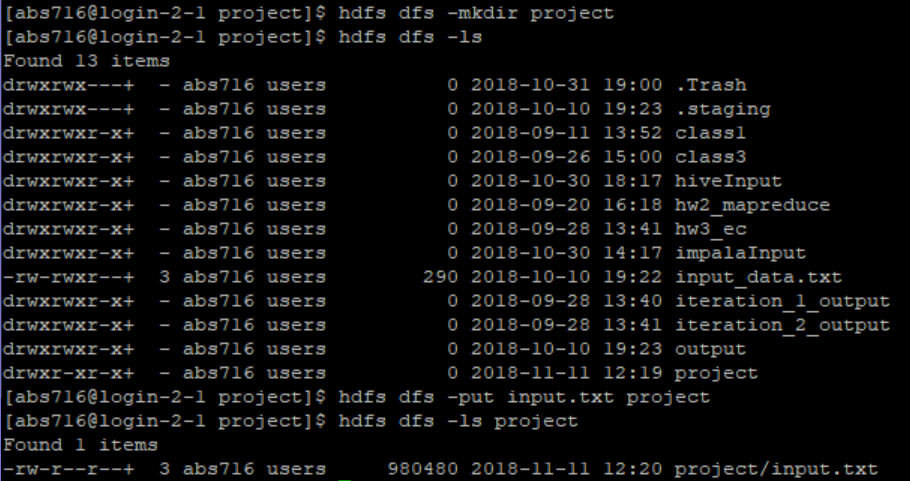 [abs716@login-2-1 project]$ hdfs dfs -mkdir project
[abs716@login-2-1 project]$ hdfs dfs -ls
Found 13 items
drwxrwx---+  - abs716 users          0 2018-10-31 19:00 .Trash
drwxrwx---+  - abs716 users          0 2018-10-10 19:23 .staging
drwxrwxr-x+  - abs716 users          0 2018-09-11 13:52 class1
drwxrwxr-x+  - abs716 users          0 2018-09-26 15:00 class3
drwxrwxr-x+  - abs716 users          0 2018-10-30 18:17 hiveInput
drwxrwxr-x+  - abs716 users          0 2018-09-20 16:18 hw2_mapreduce
drwxrwxr-x+  - abs716 users          0 2018-09-28 13:41 hw3_ec
drwxrwxr-x+  - abs716 users          0 2018-10-30 14:17 impalaInput
-rw-rwxr--+  3 abs716 users        290 2018-10-10 19:22 input_data.txt
drwxrwxr-x+  - abs716 users          0 2018-09-28 13:40 iteration_1_output
drwxrwxr-x+  - abs716 users          0 2018-09-28 13:41 iteration_2_output
drwxrwxr-x+  - abs716 users          0 2018-10-10 19:23 output
drwxr-xr-x+  - abs716 users          0 2018-11-11 12:19 project
[abs716@login-2-1 project]$ hdfs dfs -put input.txt project
[abs716@login-2-1 project]$ hdfs dfs -ls project
Found 1 items
-rw-r--r--+  3 abs716 users     980480 2018-11-11 12:20 project/input.txt